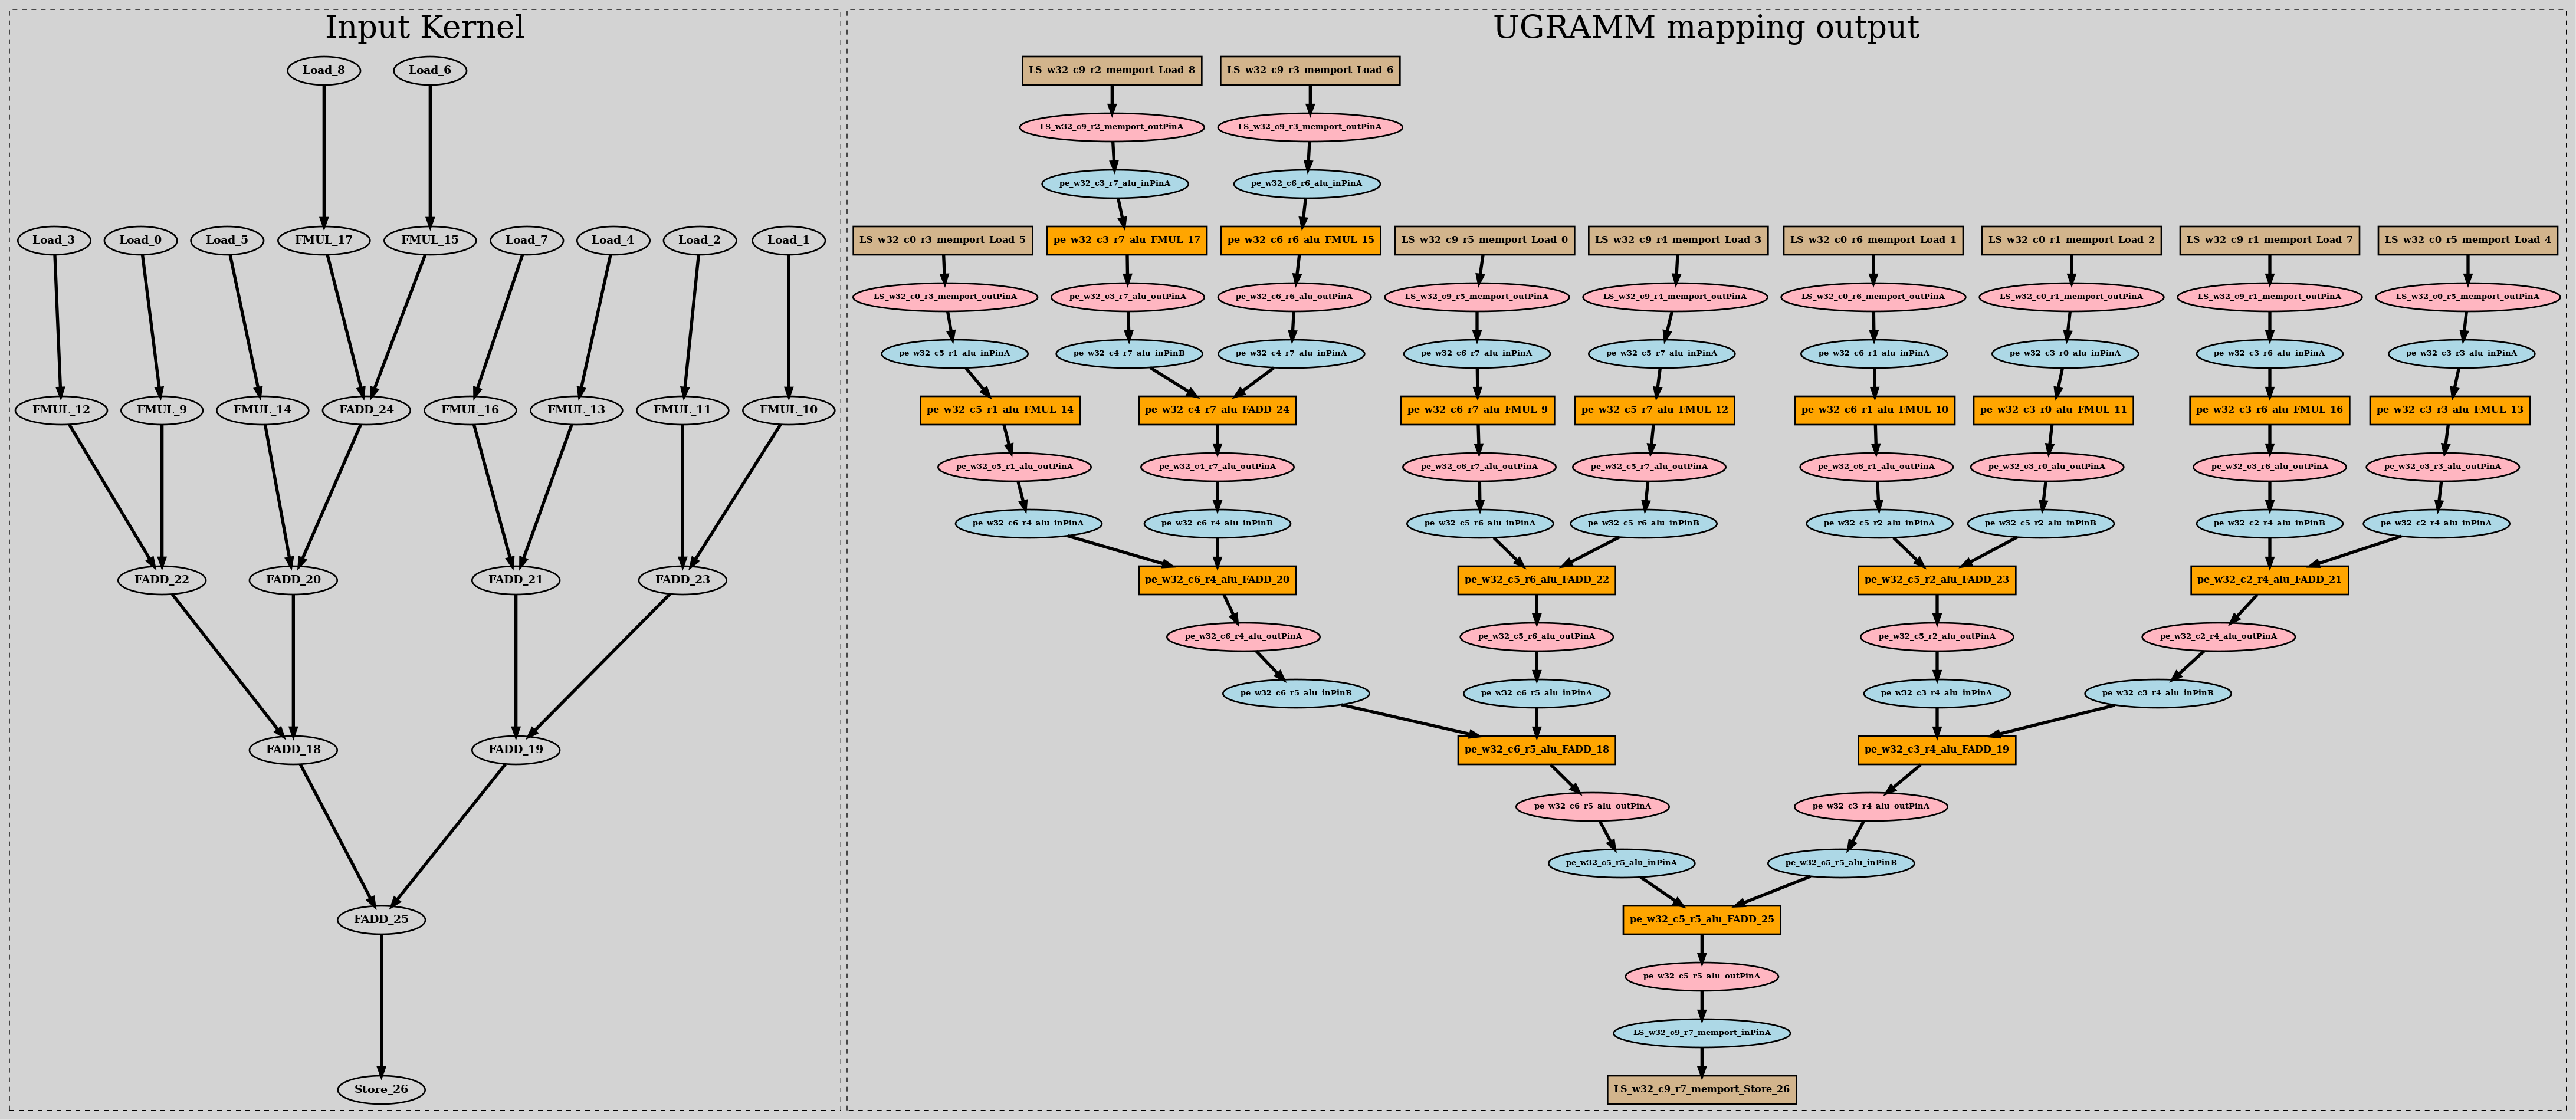 Input Kernel
Load_8
Load_6
Load_3
Load_0
Load_5
FMUL_17
FMUL_15
Load_7
Load_4
Load_2
Load_1
FMUL_12
FMUL_9
FMUL_14
FADD_24
FMUL_16
FMUL_13
FMUL_11
FMUL_10
FADD_22
FADD_20
FADD_21
FADD_23
FADD_18
FADD_19
FADD_25
Store_26
UGRAMM mapping output
LS_w32_c9_r2_memport_Load_8
LS_w32_c9_r3_memport_Load_6
LS_w32_c9_r2_memport_outPinA
LS_w32_c9_r3_memport_outPinA
pe_w32_c3_r7_alu_inPinA
pe_w32_c6_r6_alu_inPinA
LS_w32_c0_r3_memport_Load_5
pe_w32_c3_r7_alu_FMUL_17
pe_w32_c6_r6_alu_FMUL_15
LS_w32_c9_r5_memport_Load_0
LS_w32_c9_r4_memport_Load_3
LS_w32_c0_r6_memport_Load_1
LS_w32_c0_r1_memport_Load_2
LS_w32_c9_r1_memport_Load_7
LS_w32_c0_r5_memport_Load_4
LS_w32_c0_r3_memport_outPinA
pe_w32_c3_r7_alu_outPinA
pe_w32_c6_r6_alu_outPinA
LS_w32_c9_r5_memport_outPinA
LS_w32_c9_r4_memport_outPinA
LS_w32_c0_r6_memport_outPinA
LS_w32_c0_r1_memport_outPinA
LS_w32_c9_r1_memport_outPinA
LS_w32_c0_r5_memport_outPinA
pe_w32_c5_r1_alu_inPinA
pe_w32_c4_r7_alu_inPinB
pe_w32_c4_r7_alu_inPinA
pe_w32_c6_r7_alu_inPinA
pe_w32_c5_r7_alu_inPinA
pe_w32_c6_r1_alu_inPinA
pe_w32_c3_r0_alu_inPinA
pe_w32_c3_r6_alu_inPinA
pe_w32_c3_r3_alu_inPinA
pe_w32_c5_r1_alu_FMUL_14
pe_w32_c4_r7_alu_FADD_24
pe_w32_c6_r7_alu_FMUL_9
pe_w32_c5_r7_alu_FMUL_12
pe_w32_c6_r1_alu_FMUL_10
pe_w32_c3_r0_alu_FMUL_11
pe_w32_c3_r6_alu_FMUL_16
pe_w32_c3_r3_alu_FMUL_13
pe_w32_c5_r1_alu_outPinA
pe_w32_c4_r7_alu_outPinA
pe_w32_c6_r7_alu_outPinA
pe_w32_c5_r7_alu_outPinA
pe_w32_c6_r1_alu_outPinA
pe_w32_c3_r0_alu_outPinA
pe_w32_c3_r6_alu_outPinA
pe_w32_c3_r3_alu_outPinA
pe_w32_c6_r4_alu_inPinA
pe_w32_c6_r4_alu_inPinB
pe_w32_c5_r6_alu_inPinA
pe_w32_c5_r6_alu_inPinB
pe_w32_c5_r2_alu_inPinA
pe_w32_c5_r2_alu_inPinB
pe_w32_c2_r4_alu_inPinB
pe_w32_c2_r4_alu_inPinA
pe_w32_c6_r4_alu_FADD_20
pe_w32_c5_r6_alu_FADD_22
pe_w32_c5_r2_alu_FADD_23
pe_w32_c2_r4_alu_FADD_21
pe_w32_c6_r4_alu_outPinA
pe_w32_c5_r6_alu_outPinA
pe_w32_c5_r2_alu_outPinA
pe_w32_c2_r4_alu_outPinA
pe_w32_c6_r5_alu_inPinB
pe_w32_c6_r5_alu_inPinA
pe_w32_c3_r4_alu_inPinA
pe_w32_c3_r4_alu_inPinB
pe_w32_c6_r5_alu_FADD_18
pe_w32_c3_r4_alu_FADD_19
pe_w32_c6_r5_alu_outPinA
pe_w32_c3_r4_alu_outPinA
pe_w32_c5_r5_alu_inPinA
pe_w32_c5_r5_alu_inPinB
pe_w32_c5_r5_alu_FADD_25
pe_w32_c5_r5_alu_outPinA
LS_w32_c9_r7_memport_inPinA
LS_w32_c9_r7_memport_Store_26